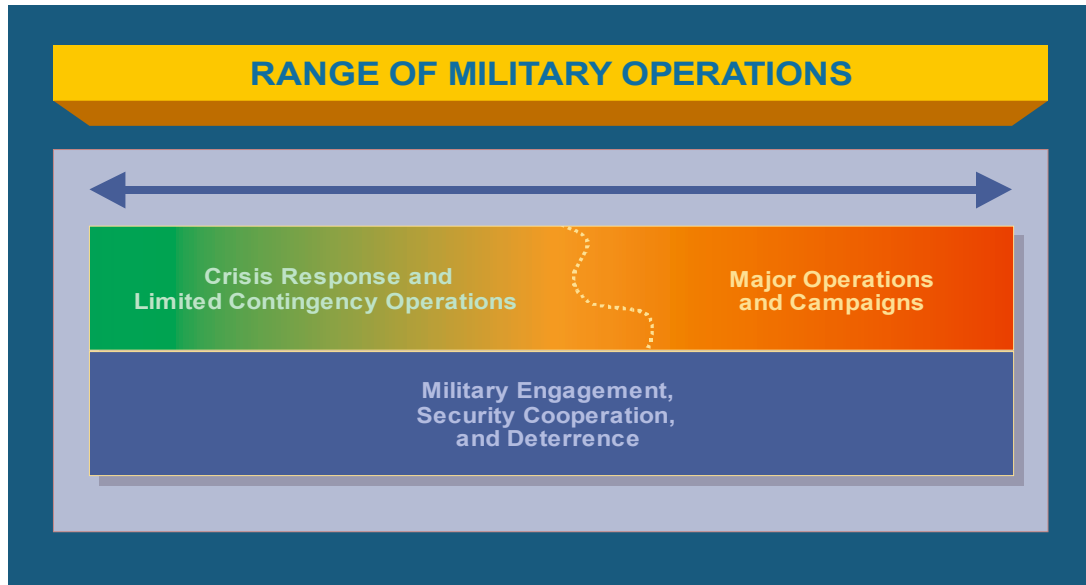 RANGE OF MILITARY OPERATIONS
Crisis Response and
Limited Contingency Operations
Major Operations
and Campaigns
Military Engagement,
Security Cooperation,
and Deterrence